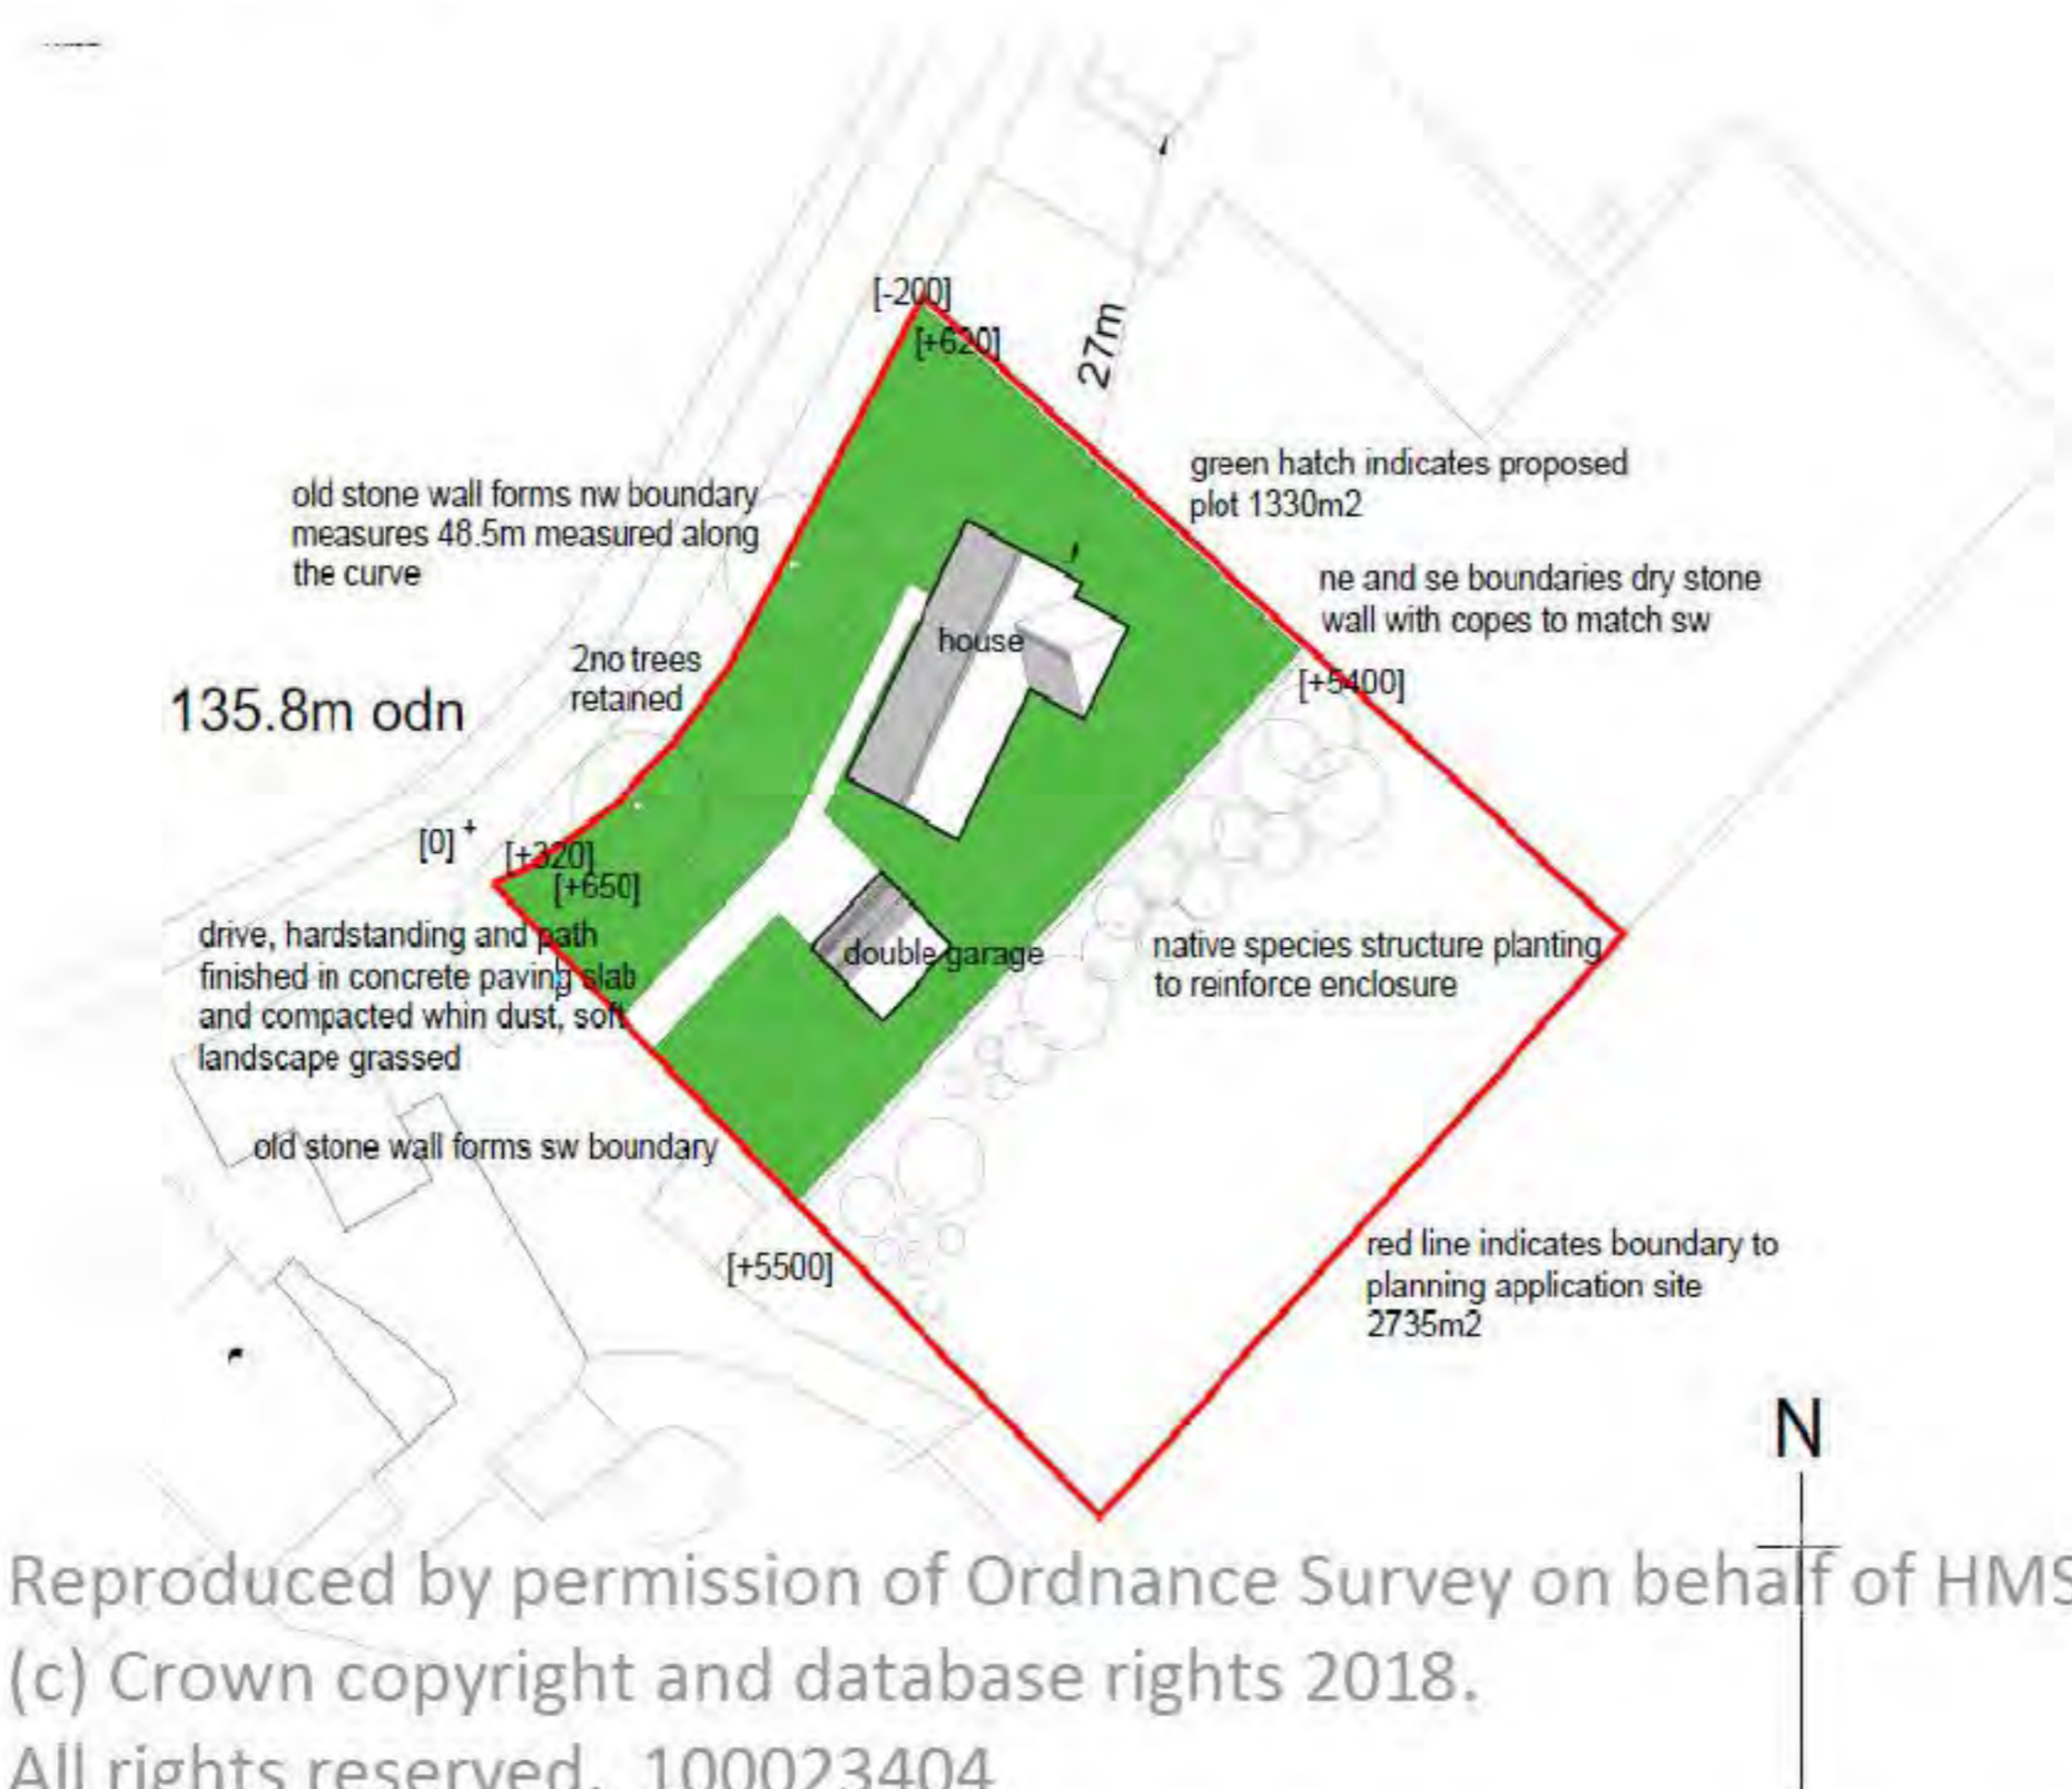 [-200]
[+620]
27m
green hatch indicates proposed
plot 1330m2
old stone wall forms nw boundary
measures 48.5m measured along
the curve
ne and se boundaries dry stone
wall with copes to match sw
house
2no trees
retained
[+5400]
135.8m odn
[0] +
[+320]
[+650]
drive, hardstanding and path
finished in concrete paving slab
and compacted whin dust, soft
landscape grassed
double garage
native species structure planting
to reinforce enclosure
old stone wall forms sw boundary
[+5500]
red line indicates boundary to
planning application site
2735m2
N
Reproduced by permission of Ordnance Survey on behalf of HMS
(c) Crown copyright and database rights 2018.
All rights reserved. 100023404